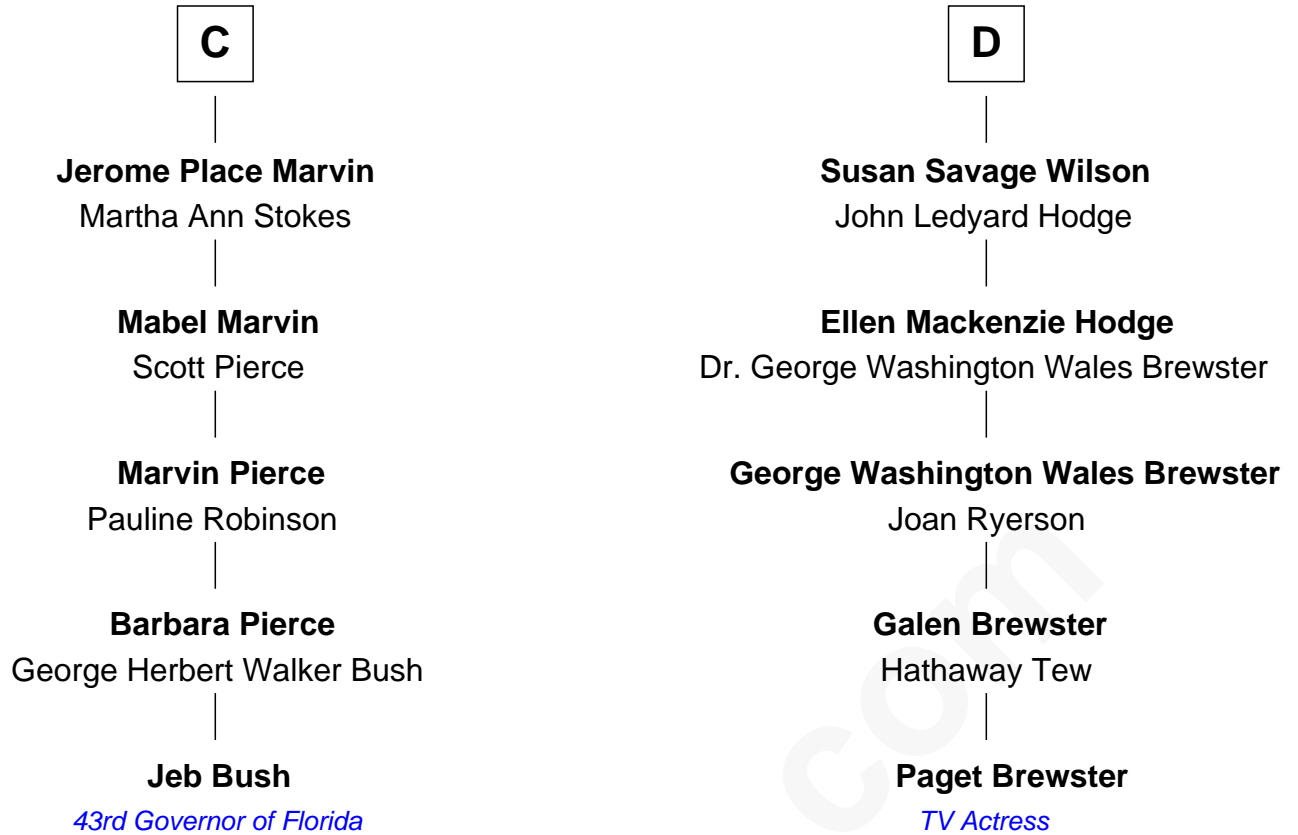 C
Jerome Place Marvin
Martha Ann Stokes
Mabel Marvin
Scott Pierce
Marvin Pierce
Pauline Robinson
Barbara Pierce
George Herbert Walker Bush
Jeb Bush
43rd Governor of Florida
D
Susan Savage Wilson
John Ledyard Hodge
Ellen Mackenzie Hodge
Dr. George Washington Wales Brewster
George Washington Wales Brewster
Joan Ryerson
Galen Brewster
Hathaway Tew
Paget Brewster
TV Actress
com